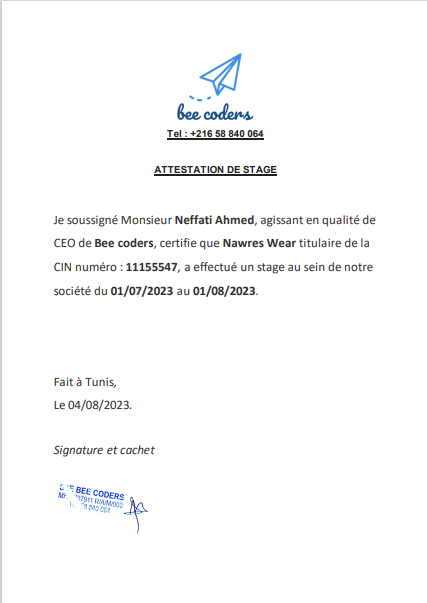 bee coders
Tel : +216 58 840 064
ATTESTATION DE STAGE
Je soussigné Monsieur Neffati Ahmed, agissant en qualité de
CEO de Bee coders, certifie que Nawres Wear titulaire de la
CIN numéro : 11155547, a effectué un stage au sein de notre
société du 01/07/2023 au 01/08/2023.
Fait à Tunis,
Le 04/08/2023.
Signature et cachet
BEE CODERS
58 840 064